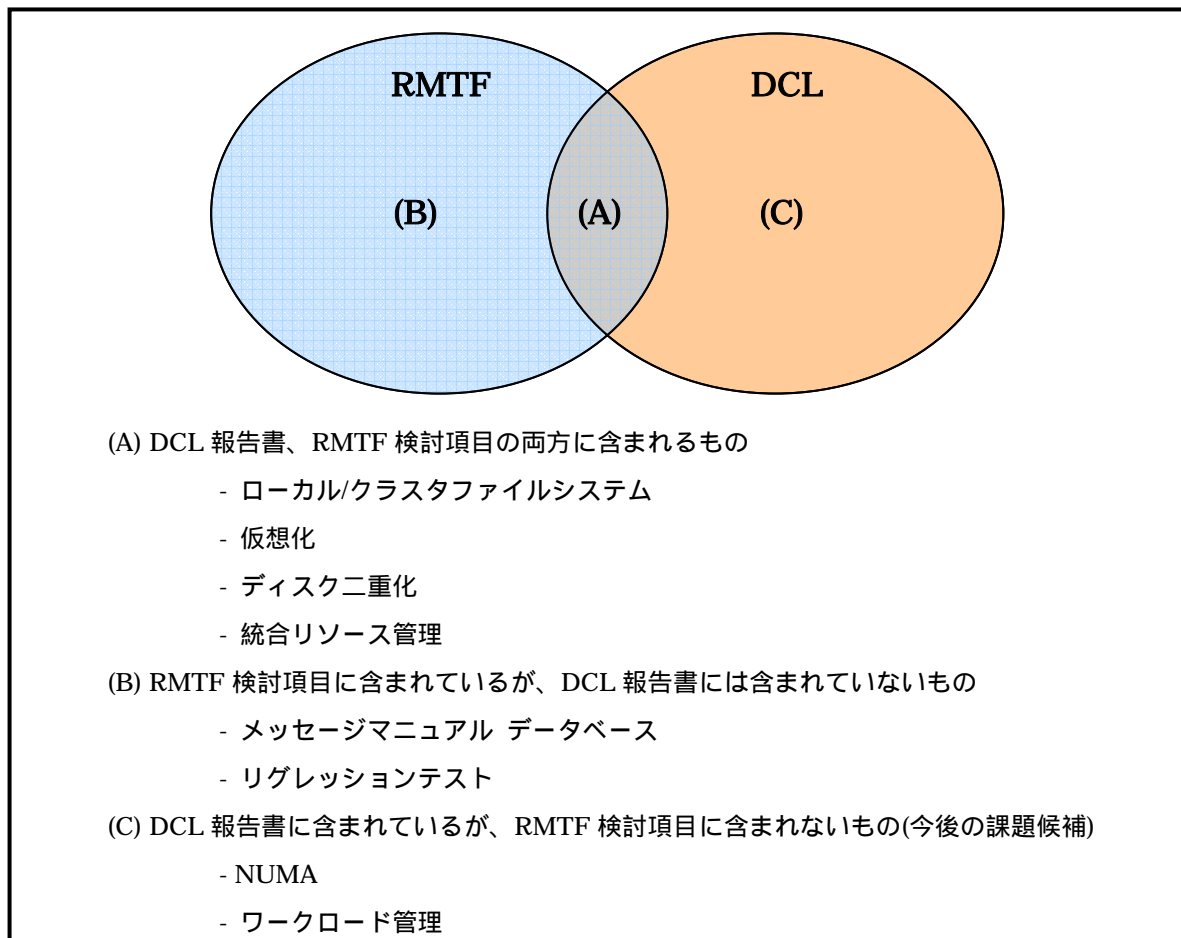 RMTF DCL
(B) (A) (C)
(A) DCL 報告書、RMTF 検討項目の両方に含まれるもの
- ローカル/クラスタファイルシステム
- 仮想化
- ディスク二重化
- 統合リソース管理
(B) RMTF 検討項目に含まれているが、DCL 報告書には含まれていないもの
- メッセージマニュアル データベース
- リグレッションテスト
(C) DCL 報告書に含まれているが、RMTF 検討項目に含まれないもの(今後の課題候補)
- NUMA
- ワークロード管理